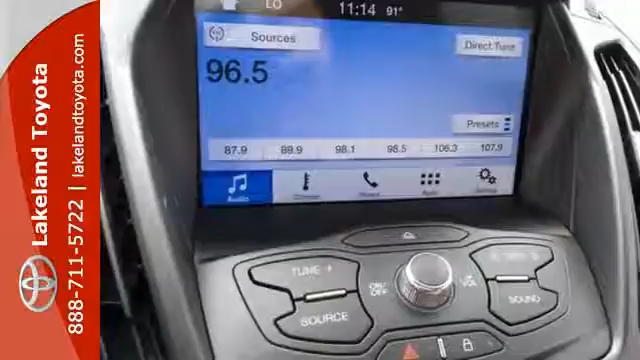 LO 11:14 91°
Sources
Direct Tune
96.5
Presets
87.9 89.9 98.1 98.5 106.3 107.9
Audio Climate Phone Apps Settings
TUNE +
ON/OFF
VOL
SOURCE
SOUND
Lakeland Toyota
888-711-5722 | lakelandtoyota.com